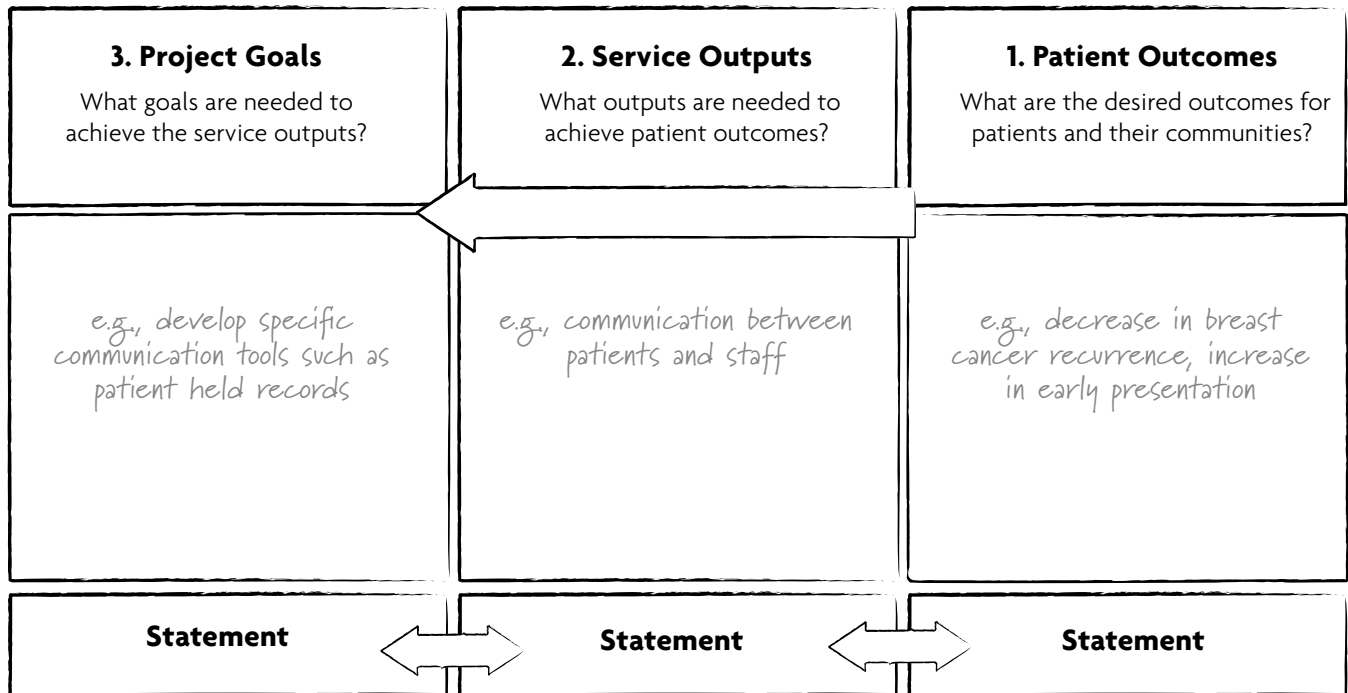 3. Project Goals
What goals are needed to
achieve the service outputs?
2. Service Outputs
What outputs are needed to
achieve patient outcomes?
1. Patient Outcomes
What are the desired outcomes for
patients and their communities?
e.g., develop specific
communication tools such as
patient held records
e.g., communication between
patients and staff
e.g., decrease in breast
cancer recurrence, increase
in early presentation
Statement
Statement
Statement